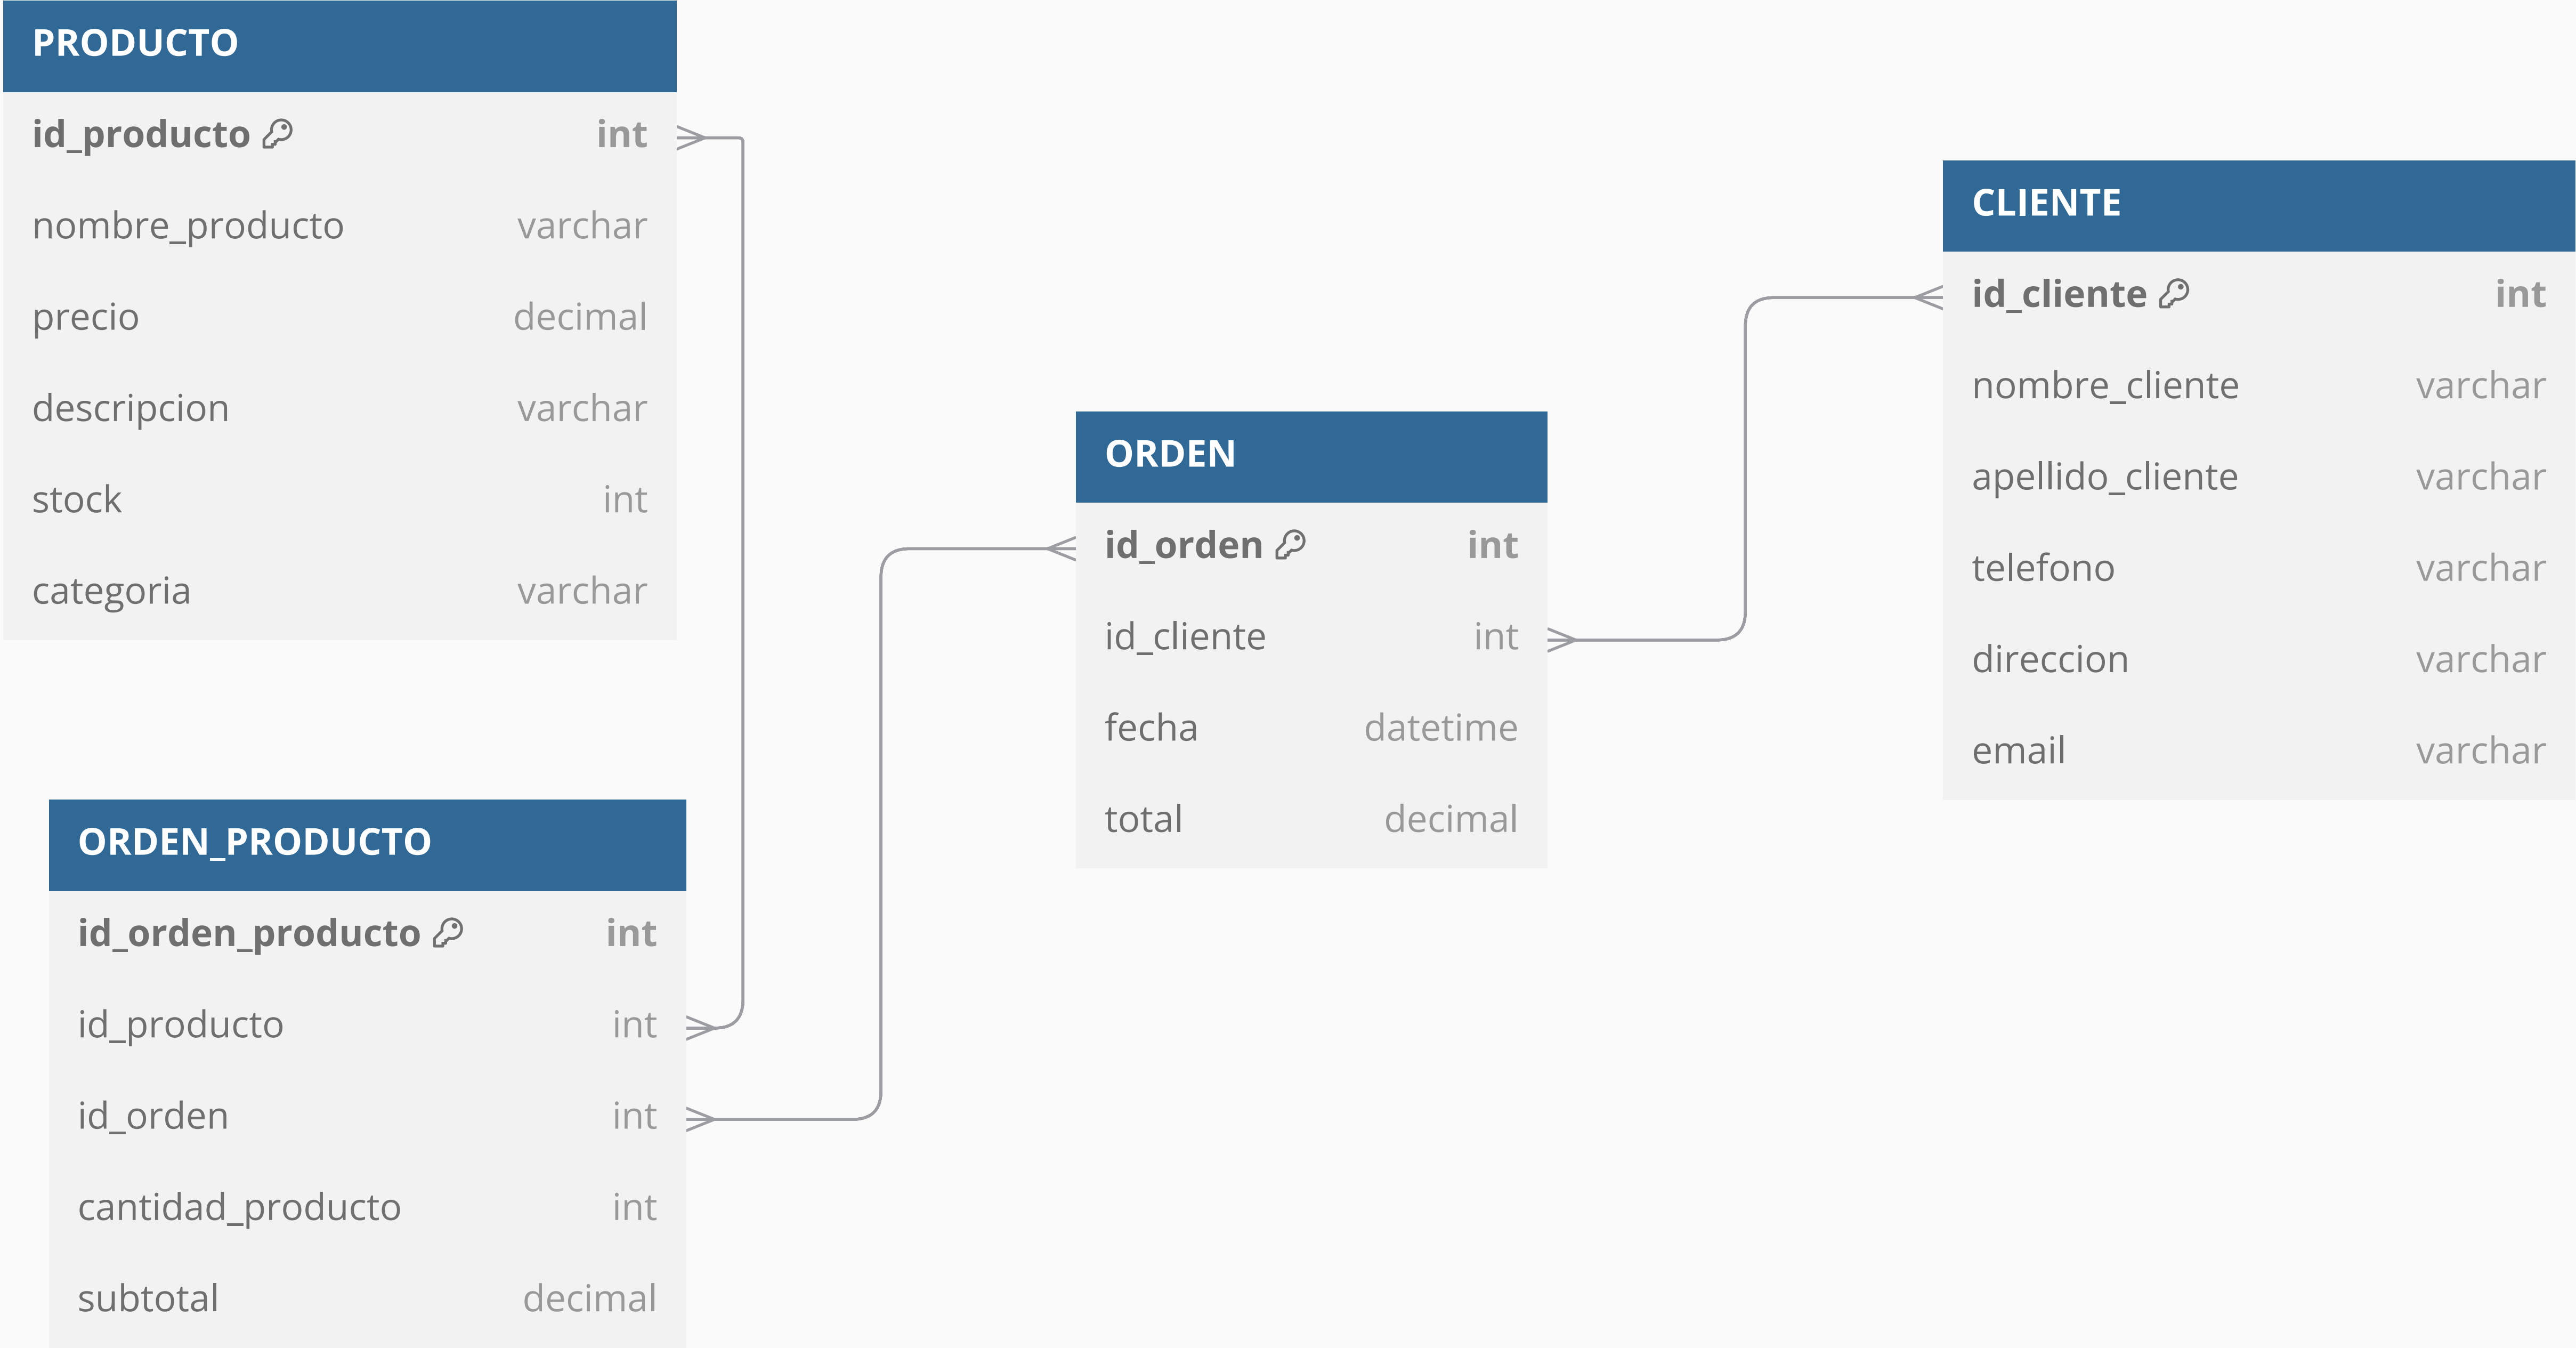 PRODUCTO
id_producto int
nombre_producto varchar
precio decimal
descripcion varchar
stock int
categoria varchar
ORDEN_PRODUCTO
id_orden_producto int
id_producto int
id_orden int
cantidad_producto int
subtotal decimal
ORDEN
id_orden int
id_cliente int
fecha datetime
total decimal
CLIENTE
id_cliente int
nombre_cliente varchar
apellido_cliente varchar
telefono varchar
direccion varchar
email varchar